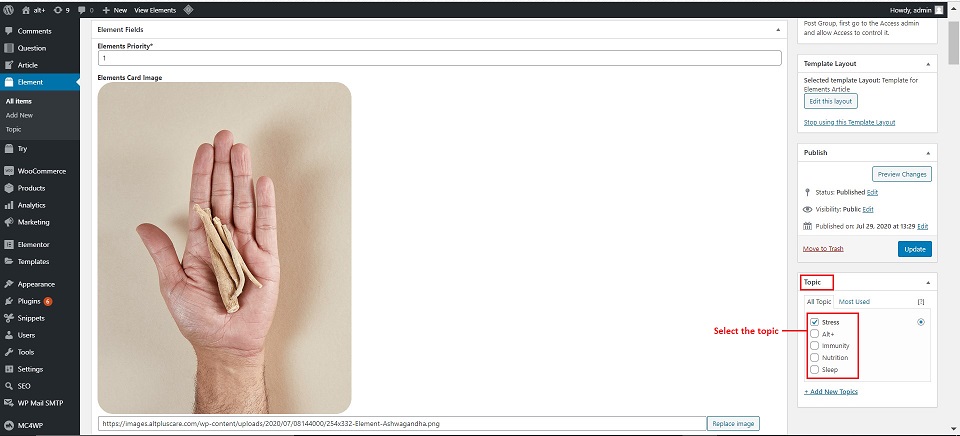 alt+ 9 0 + New View Elements Howdy, admin
Comments
Question
Article
Element
All items
Add New
Topic
Try
WooCommerce
Products
Analytics
Marketing
Elementor
Templates
Appearance
Plugins 6
Snippets
Users
Tools
Settings
SEO
WP Mail SMTP
MC4WP
Element Fields
Elements Priority*
1
Elements Card Image
https://images.altpluscare.com/wp-content/uploads/2020/07/08144000/254x332-Element-Ashwagandha.png
Replace image
Post Group, first go to the Access admin
and allow Access to control it.
Template Layout
Selected template Layout: Template for
Elements Article
Edit this layout
Stop using this Template Layout
Publish
Preview Changes
Status: Published Edit
Visibility: Public Edit
Published on: Jul 29, 2020 at 13:29 Edit
Move to Trash Update
Topic
All Topic Most Used [?]
Select the topic
Stress
Alt+
Immunity
Nutrition
Sleep
+ Add New Topics